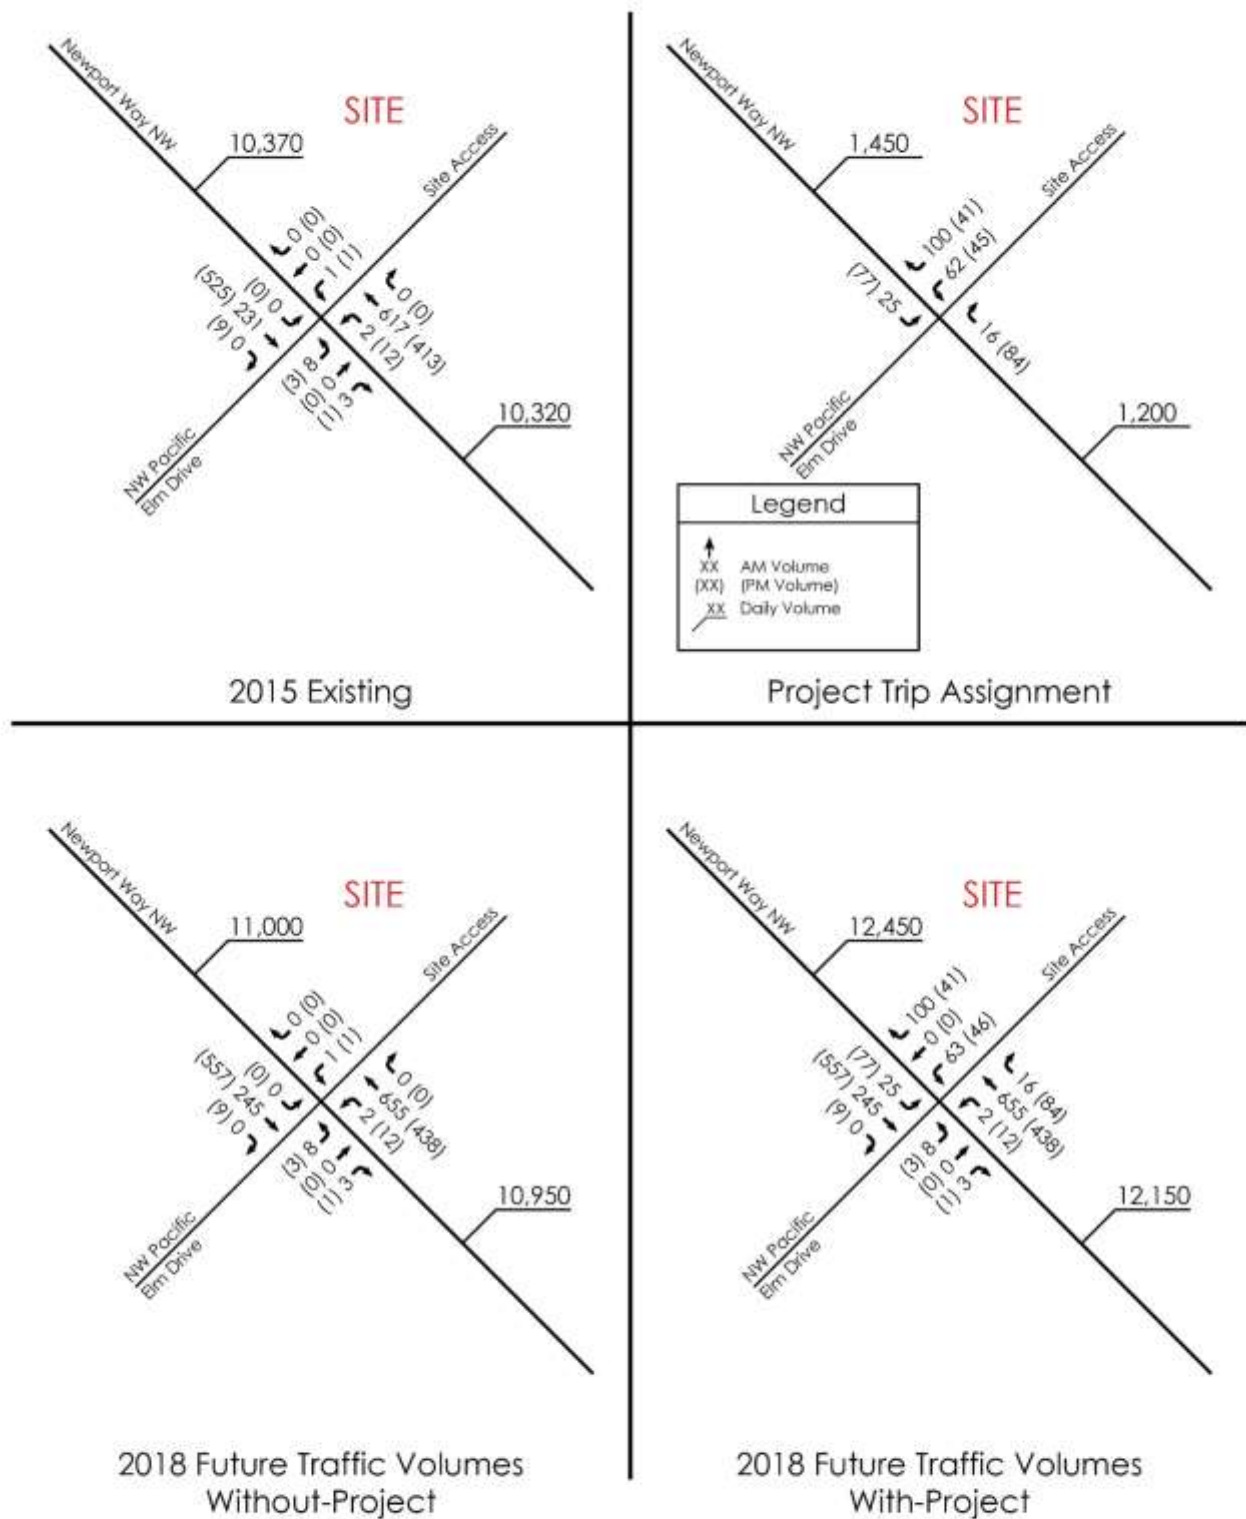 Newport Way NW
SITE
Site Access
10,370
0 (0)
0 (0)
1 (1)
(0) 0
(525) 231
(9) 0
0 (0)
617 (413)
2 (12)
(3) 8
(0) 0
(1) 3
10,320
NW Pacific
Elm Drive
2015 Existing
Newport Way NW
SITE
Site Access
1,450
100 (41)
62 (45)
(77) 25
16 (84)
1,200
NW Pacific
Elm Drive
Legend
XX AM Volume
(XX) (PM Volume)
XX Daily Volume
Project Trip Assignment
Newport Way NW
SITE
Site Access
11,000
0 (0)
0 (0)
1 (1)
(0) 0
(557) 245
(9) 0
0 (0)
655 (438)
2 (12)
(3) 8
(0) 0
(1) 3
10,950
NW Pacific
Elm Drive
2018 Future Traffic Volumes
Without-Project
Newport Way NW
SITE
Site Access
12,450
100 (41)
0 (0)
63 (46)
(77) 25
(557) 245
(9) 0
16 (84)
655 (438)
2 (12)
(3) 8
(0) 0
(1) 3
12,150
NW Pacific
Elm Drive
2018 Future Traffic Volumes
With-Project